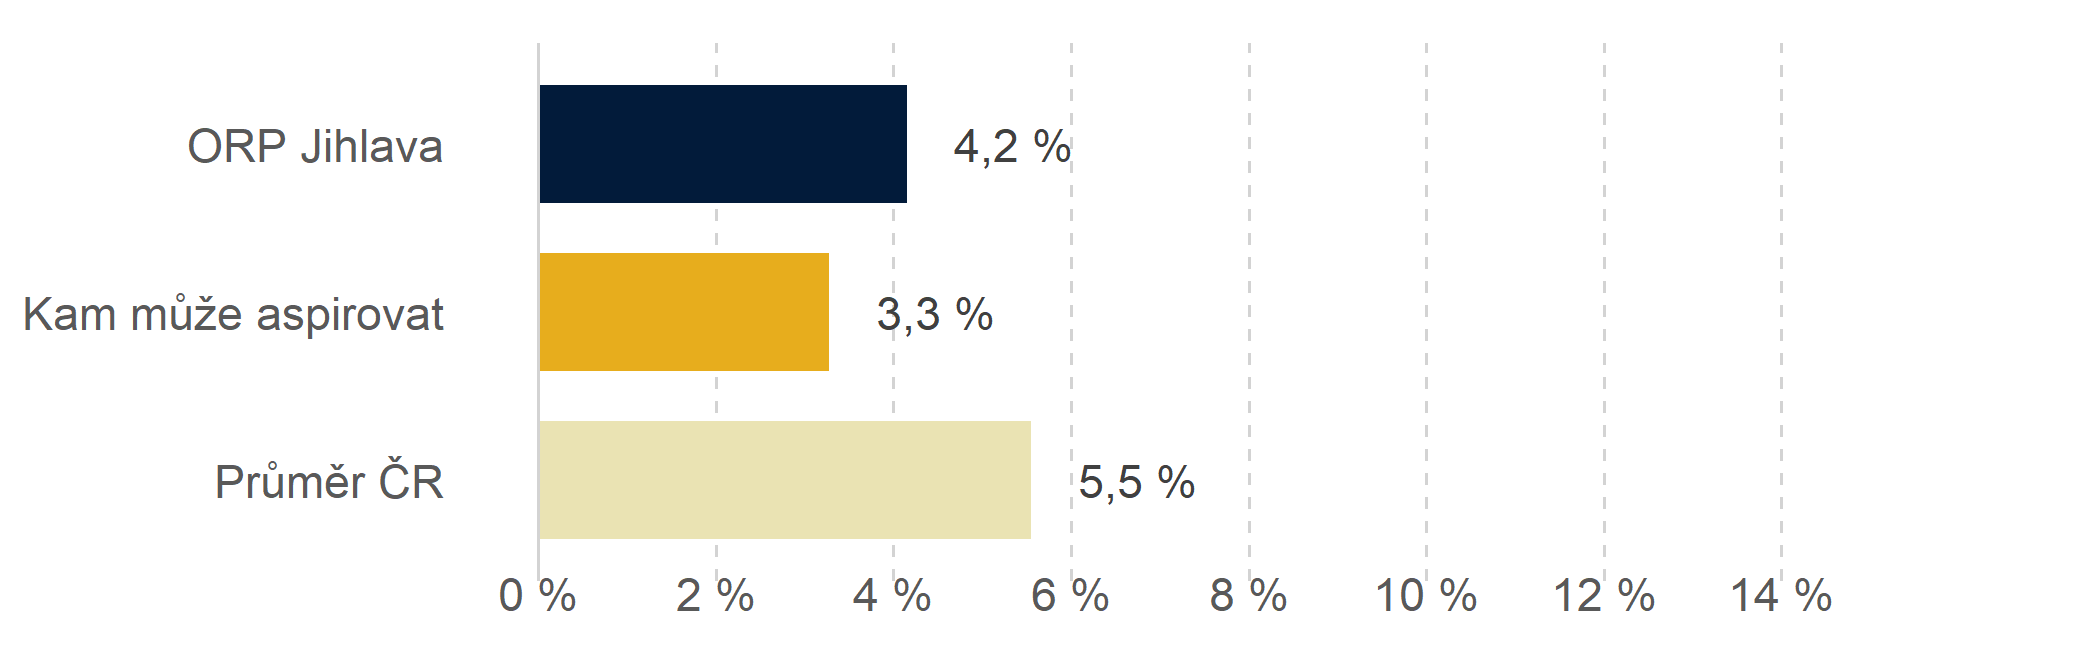 ORP Jihlava
4,2 %
Kam může aspirovat
3,3 %
Průměr ČR
5,5 %
0 % 2 % 4 % 6 % 8 % 10 % 12 % 14 %